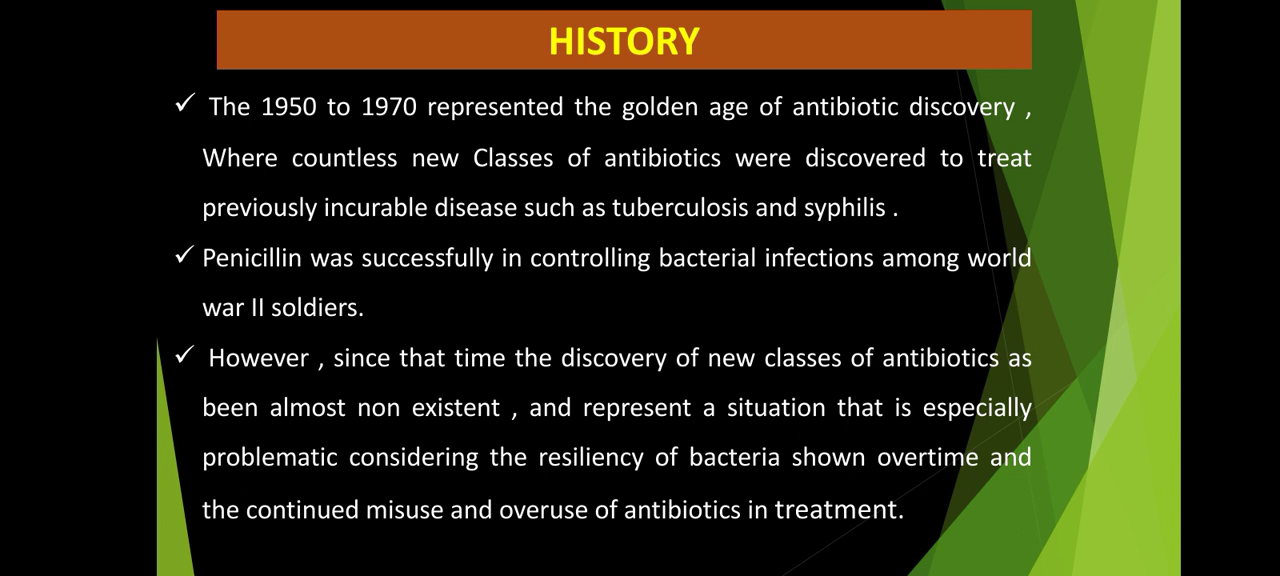 HISTORY
✓ The 1950 to 1970 represented the golden age of antibiotic discovery ,
Where countless new Classes of antibiotics were discovered to treat
previously incurable disease such as tuberculosis and syphilis .
✓ Penicillin was successfully in controlling bacterial infections among world
war II soldiers.
✓ However , since that time the discovery of new classes of antibiotics as
been almost non existent , and represent a situation that is especially
problematic considering the resiliency of bacteria shown overtime and
the continued misuse and overuse of antibiotics in treatment.